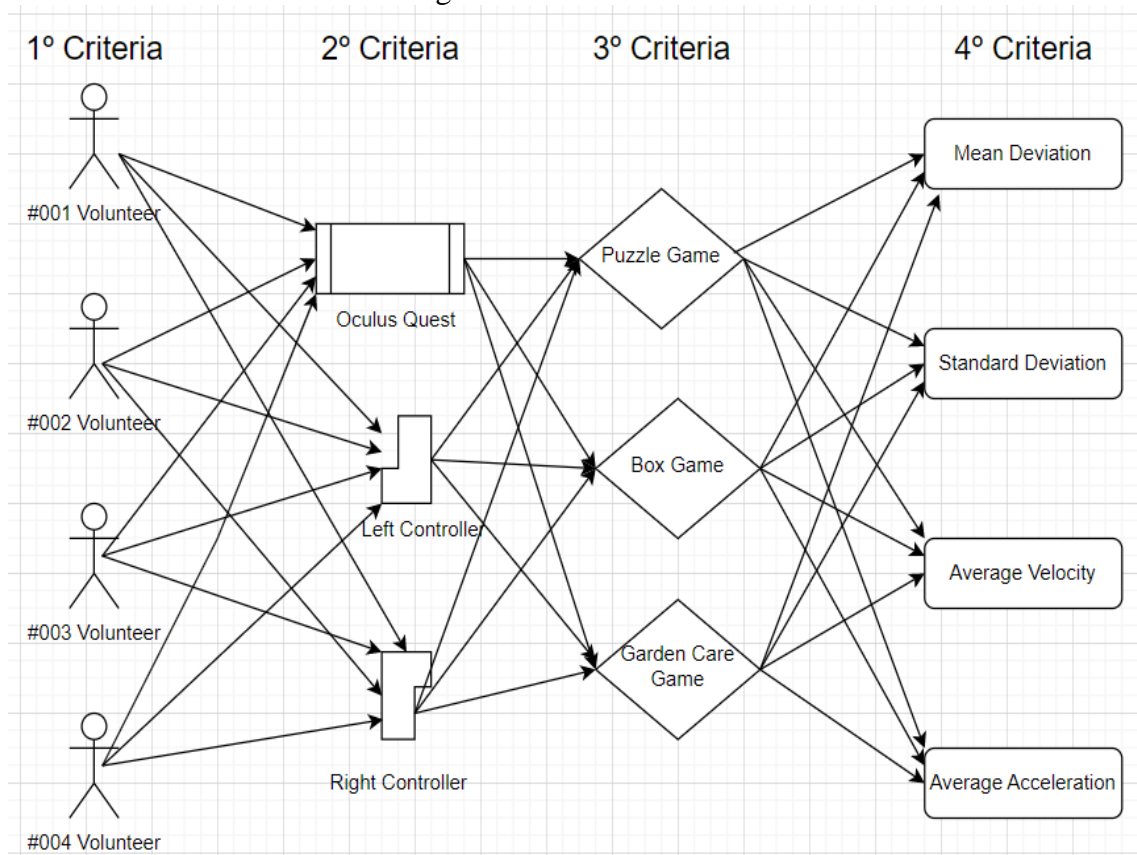 1º Criteria
2º Criteria
3º Criteria
4º Criteria
#001 Volunteer
#002 Volunteer
#003 Volunteer
#004 Volunteer
Oculus Quest
Left Controller
Right Controller
Puzzle Game
Box Game
Garden Care
Game
Mean Deviation
Standard Deviation
Average Velocity
Average Acceleration